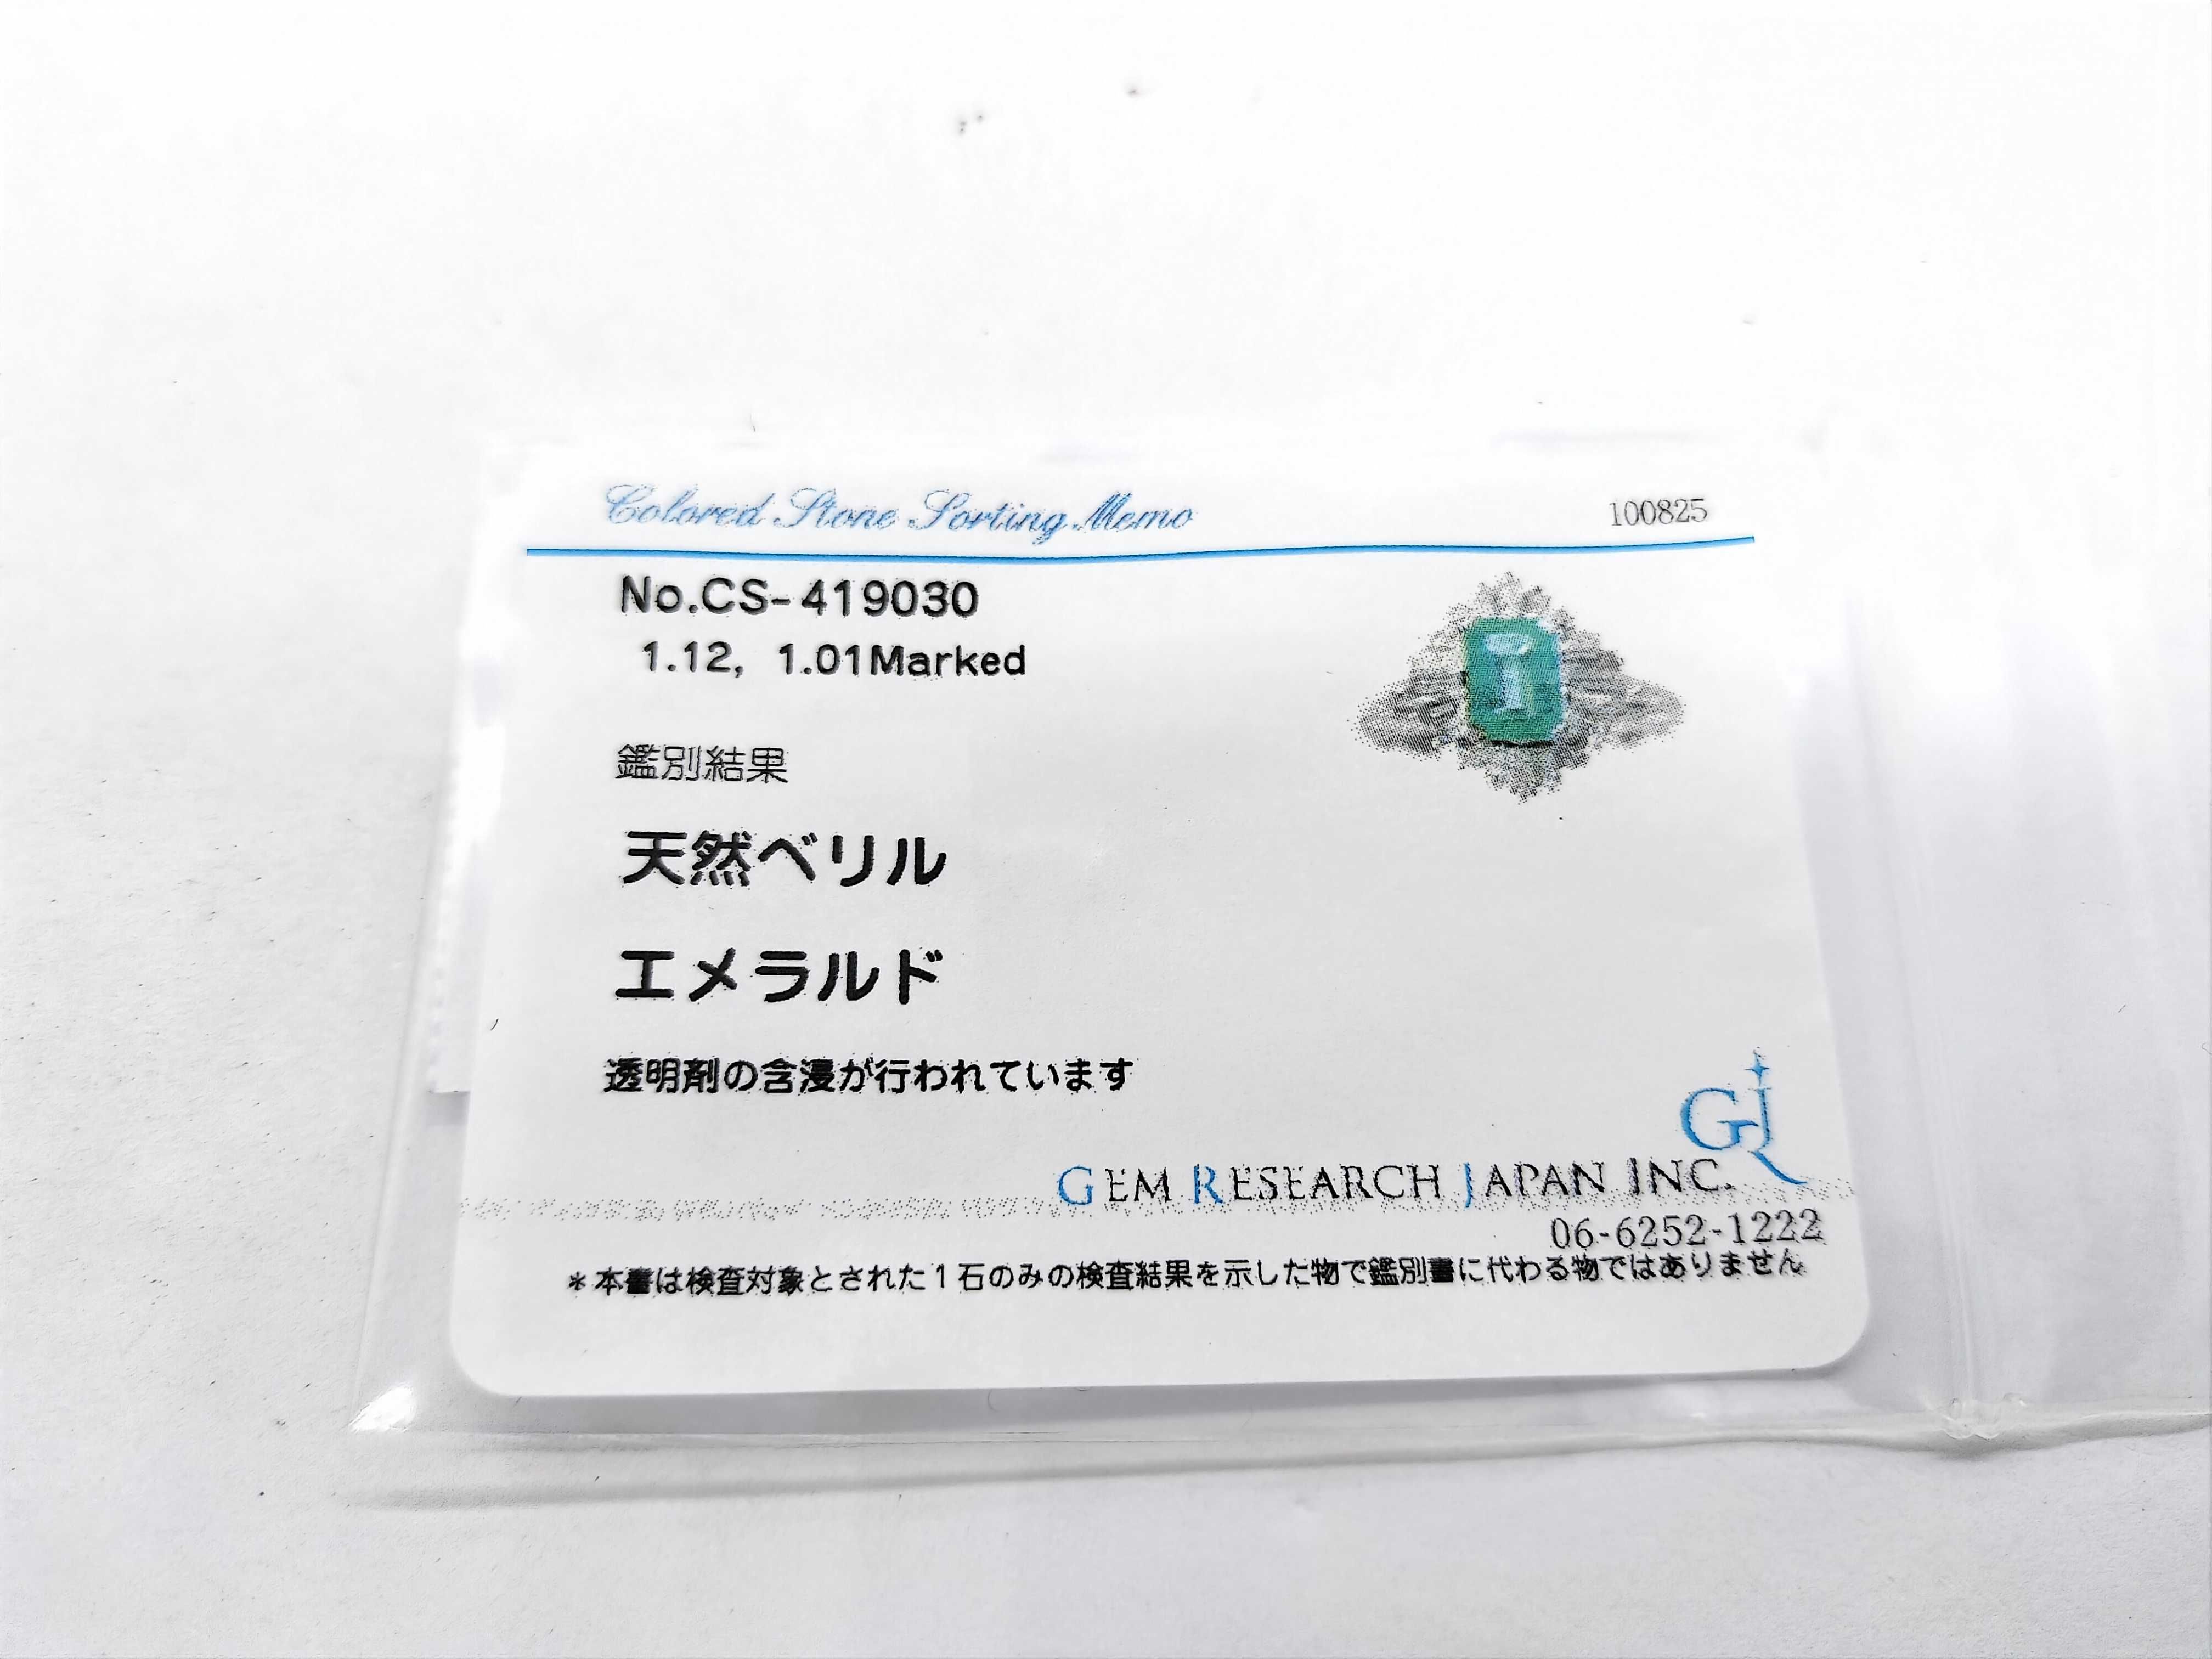 Colored Stone Sorting Memo
100825
No.CS-419030
1.12, 1.01Marked
鑑別結果
天然ベリル
エメラルド
透明剤の含浸が行われています
GJR
GEM RESEARCH JAPAN INC.
06-6252-1222
*本書は検査対象とされた1石のみの検査結果を示した物で鑑別書に代わる物ではありません